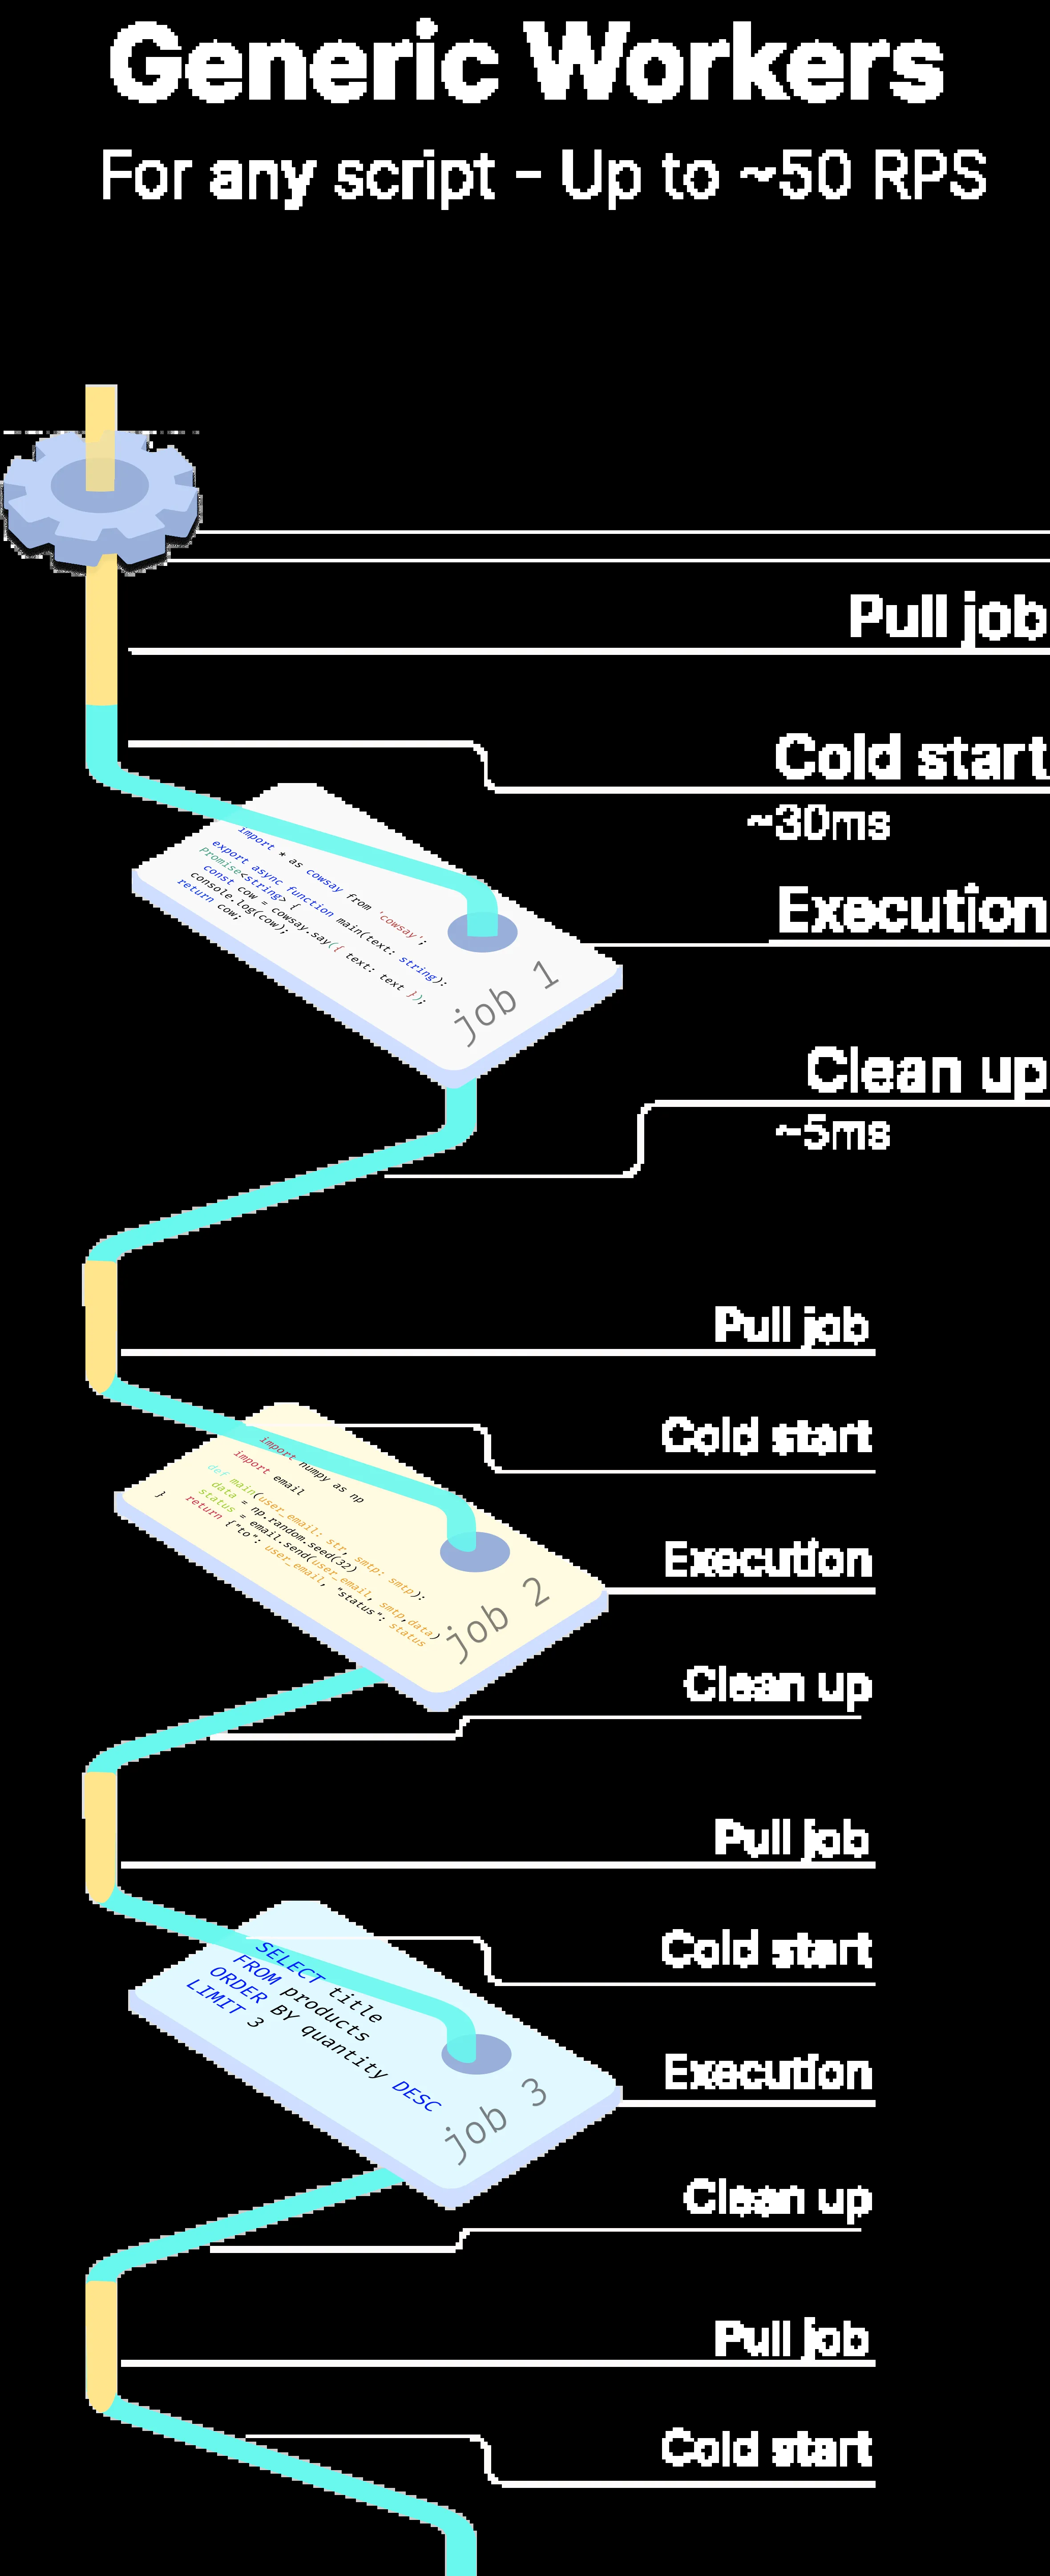 Generic Workers
For any script - Up to ~50 RPS
Pull job
Cold start
~30ms
import * as cowsay from 'cowsay';
export async function main(text: string):
Promise<string> {
const cow = cowsay.say({ text: text });
console.log(cow);
return cow;
job 1
Execution
Clean up
~5ms
Pull job
Cold start
import numpy as np
import email
def main(user_email: str, smtp: smtp):
data = np.random.seed(32)
status = email.send(user_email, smtp,data)
return {"to": user_email, "status": status
}
job 2
Execution
Clean up
Pull job
Cold start
SELECT title
FROM products
ORDER BY quantity DESC
LIMIT 3
job 3
Execution
Clean up
Pull job
Cold start